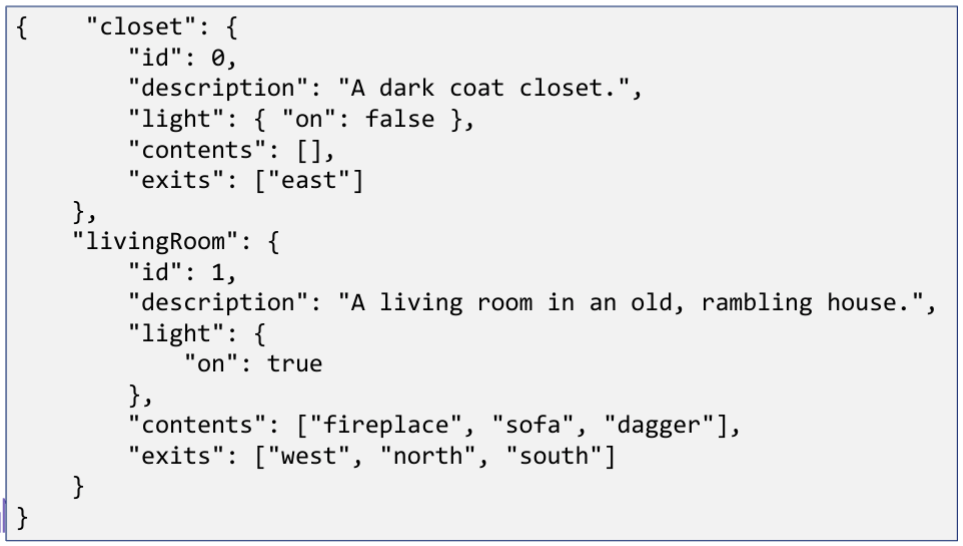 {    "closet": {
        "id": 0,
        "description": "A dark coat closet.",
        "light": { "on": false },
        "contents": [],
        "exits": ["east"]
    },
    "livingRoom": {
        "id": 1,
        "description": "A living room in an old, rambling house.",
        "light": {
            "on": true
        },
        "contents": ["fireplace", "sofa", "dagger"],
        "exits": ["west", "north", "south"]
    }
}